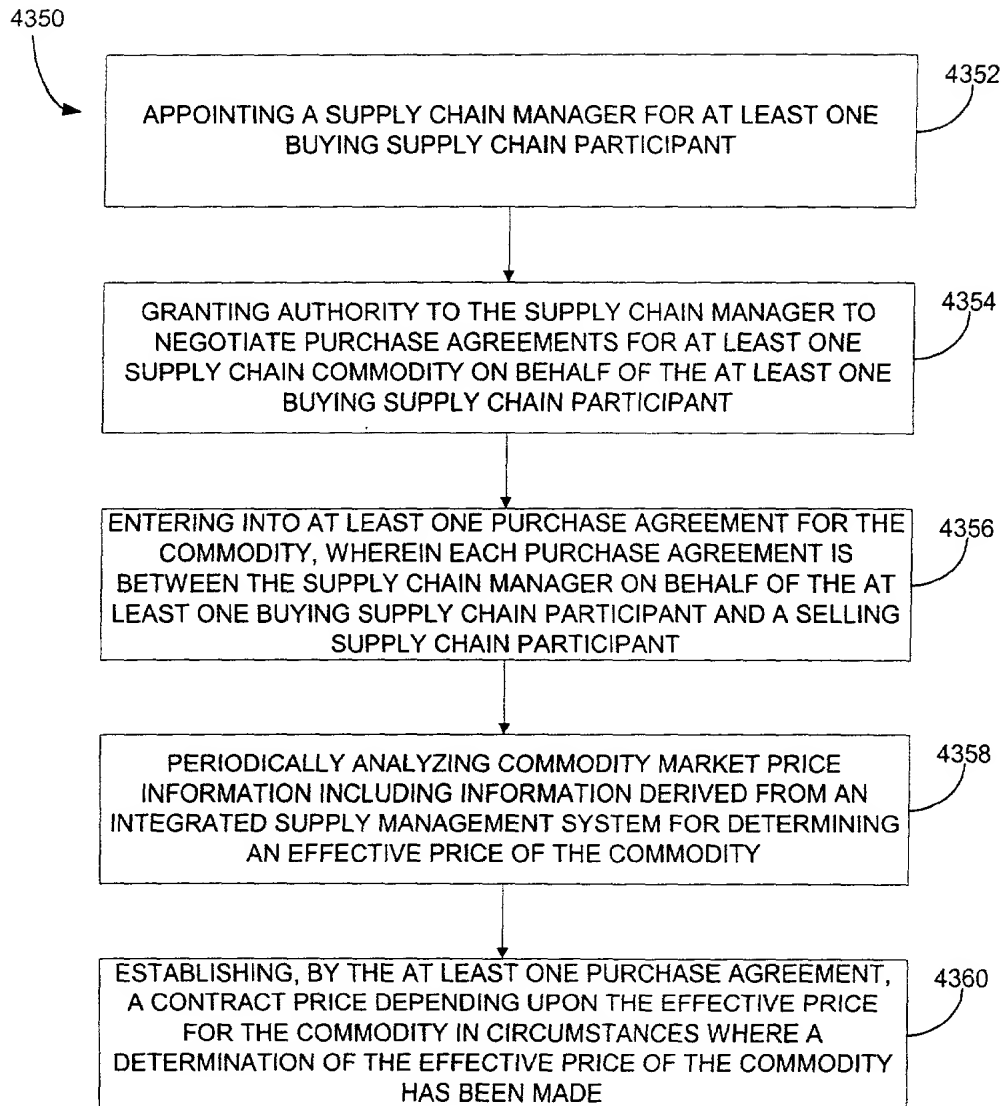 4350
4352
APPOINTING A SUPPLY CHAIN MANAGER FOR AT LEAST ONE
BUYING SUPPLY CHAIN PARTICIPANT
4354
GRANTING AUTHORITY TO THE SUPPLY CHAIN MANAGER TO
NEGOTIATE PURCHASE AGREEMENTS FOR AT LEAST ONE
SUPPLY CHAIN COMMODITY ON BEHALF OF THE AT LEAST ONE
BUYING SUPPLY CHAIN PARTICIPANT
4356
ENTERING INTO AT LEAST ONE PURCHASE AGREEMENT FOR THE
COMMODITY, WHEREIN EACH PURCHASE AGREEMENT IS
BETWEEN THE SUPPLY CHAIN MANAGER ON BEHALF OF THE AT
LEAST ONE BUYING SUPPLY CHAIN PARTICIPANT AND A SELLING
SUPPLY CHAIN PARTICIPANT
4358
PERIODICALLY ANALYZING COMMODITY MARKET PRICE
INFORMATION INCLUDING INFORMATION DERIVED FROM AN
INTEGRATED SUPPLY MANAGEMENT SYSTEM FOR DETERMINING
AN EFFECTIVE PRICE OF THE COMMODITY
4360
ESTABLISHING, BY THE AT LEAST ONE PURCHASE AGREEMENT,
A CONTRACT PRICE DEPENDING UPON THE EFFECTIVE PRICE
FOR THE COMMODITY IN CIRCUMSTANCES WHERE A
DETERMINATION OF THE EFFECTIVE PRICE OF THE COMMODITY
HAS BEEN MADE